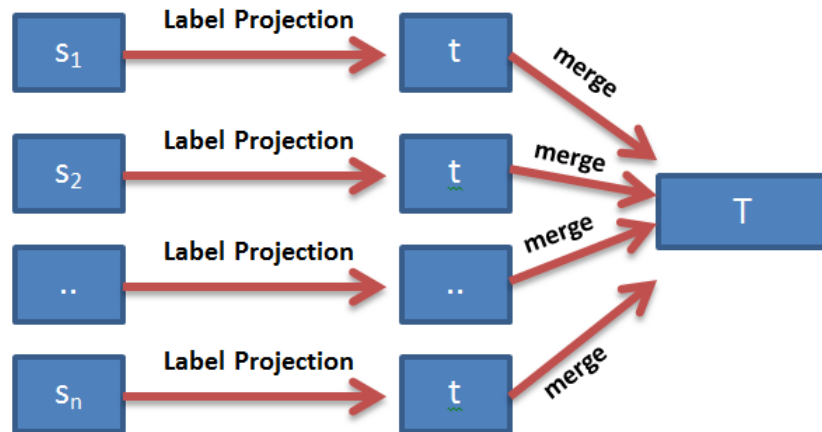 Label Projection
s₁
t
merge
Label Projection
s₂
t
merge
T
Label Projection
..
..
merge
Label Projection
sₙ
t
merge